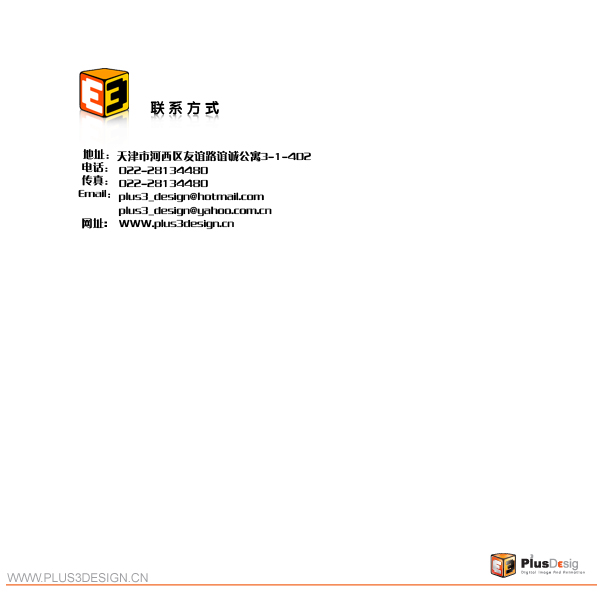 联系方式
地址：天津市河西区友谊路谊诚公寓3-1-402
电话：022-28134480
传真：022-28134480
Email：plus3_design@hotmail.com
plus3_design@yahoo.com.cn
网址：WWW.plus3design.cn
PlusDesig
Digital Image And Animation
WWW.PLUS3DESIGN.CN